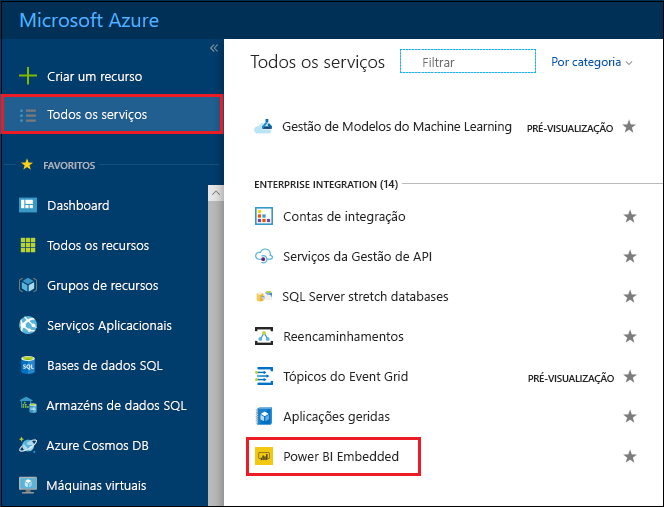 Microsoft Azure
«
Criar um recurso
Todos os serviços
FAVORITOS
Dashboard
Todos os recursos
Grupos de recursos
Serviços Aplicacionais
Bases de dados SQL
Armazéns de dados SQL
Azure Cosmos DB
Máquinas virtuais
Todos os serviços
Filtrar
Por categoria
Gestão de Modelos do Machine Learning PRÉ-VISUALIZAÇÃO
ENTERPRISE INTEGRATION (14)
Contas de integração
Serviços da Gestão de API
SQL Server stretch databases
Reencaminhamentos
Tópicos do Event Grid PRÉ-VISUALIZAÇÃO
Aplicações geridas
Power BI Embedded